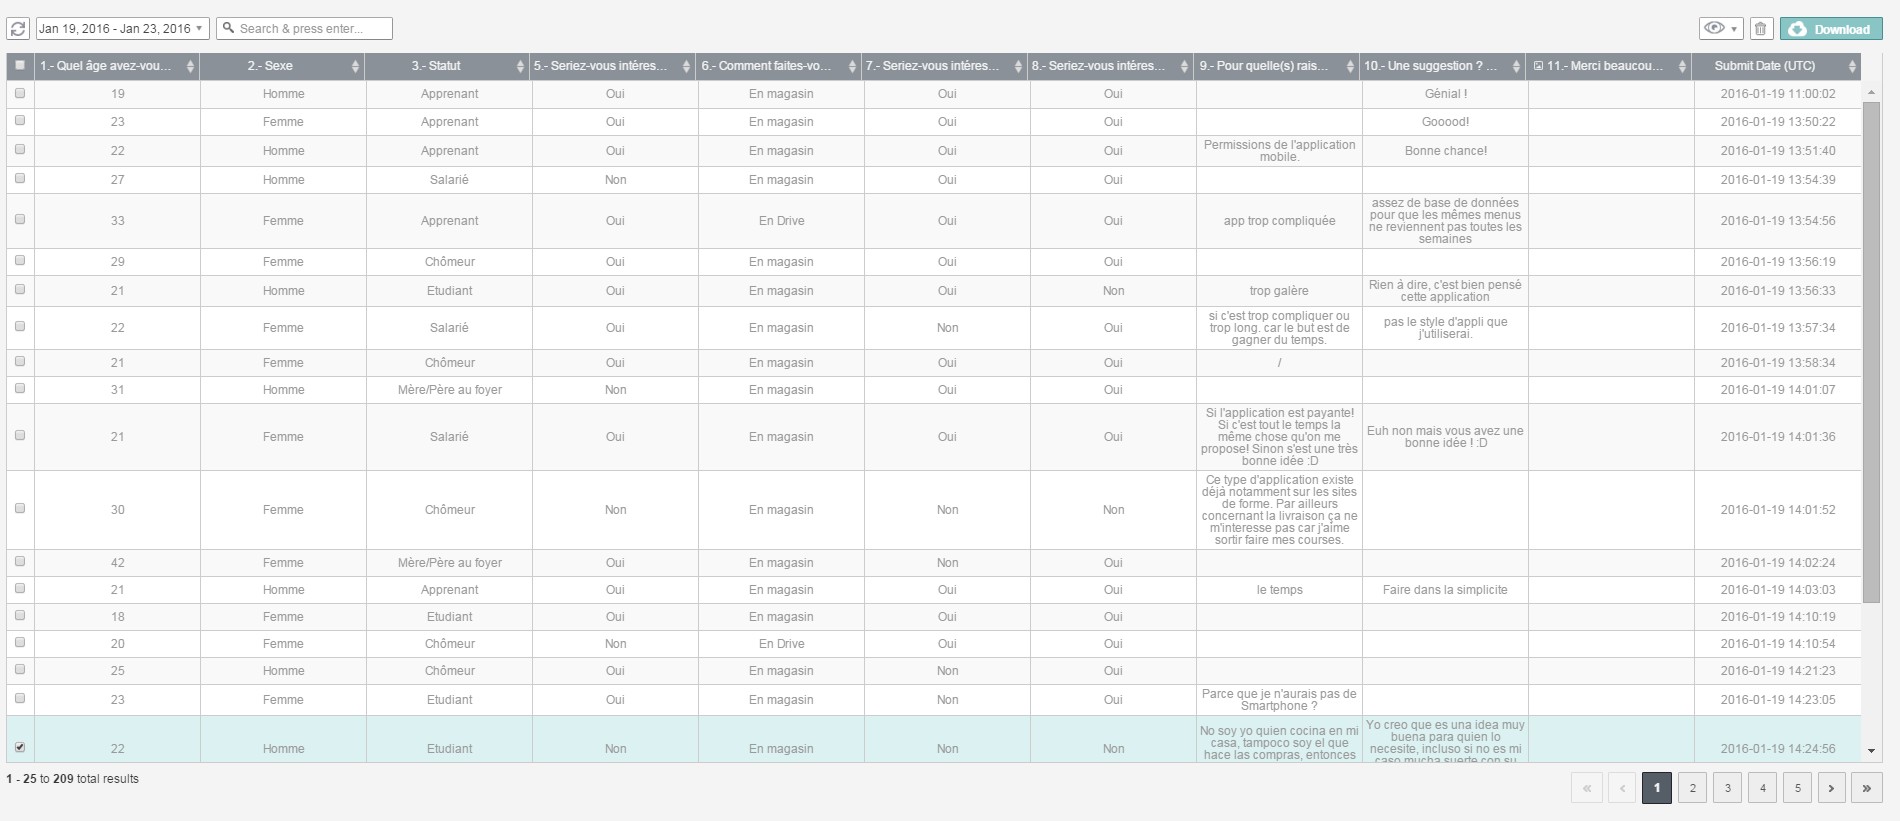 Jan 19, 2016 - Jan 23, 2016 Search & press enter... Download
1.- Quel âge avez-vou... 2.- Sexe 3.- Statut 5.- Seriez-vous intéres... 6.- Comment faites-vo... 7.- Seriez-vous intéres... 8.- Seriez-vous intéres... 9.- Pour quelle(s) rais... 10.- Une suggestion ? ... 11.- Merci beaucou... Submit Date (UTC)
19 Homme Apprenant Oui En magasin Oui Oui Génial ! 2016-01-19 11:00:02
23 Femme Apprenant Oui En magasin Oui Oui Gooood! 2016-01-19 13:50:22
22 Homme Apprenant Oui En magasin Oui Oui Permissions de l'application
mobile. Bonne chance! 2016-01-19 13:51:40
27 Homme Salarié Non En magasin Oui Oui 2016-01-19 13:54:39
33 Femme Apprenant Oui En Drive Oui Oui app trop compliquée assez de base de données
pour que les mêmes menus
ne reviennent pas toutes les
semaines 2016-01-19 13:54:56
29 Femme Chômeur Oui En magasin Oui Oui 2016-01-19 13:56:19
21 Homme Etudiant Oui En magasin Oui Non trop galère Rien à dire, c'est bien pensé
cette application 2016-01-19 13:56:33
22 Femme Salarié Oui En magasin Non Oui si c'est trop compliquer ou
trop long. car le but est de
gagner du temps. pas le style d'appli que
j'utiliserai. 2016-01-19 13:57:34
21 Femme Chômeur Oui En magasin Oui Oui / 2016-01-19 13:58:34
31 Homme Mère/Père au foyer Non En magasin Oui Oui 2016-01-19 14:01:07
21 Femme Salarié Oui En magasin Oui Oui Si l'application est payante!
Si c'est tout le temps la
même chose qu'on me
propose! Sinon s'est une très
bonne idée :D Euh non mais vous avez une
bonne idée ! :D 2016-01-19 14:01:36
30 Femme Chômeur Non En magasin Non Non Ce type d'application existe
déjà notamment sur les sites
de forme. Par ailleurs
concernant la livraison ça ne
m'interesse pas car j'aime
sortir faire mes courses. 2016-01-19 14:01:52
42 Femme Mère/Père au foyer Oui En magasin Non Oui 2016-01-19 14:02:24
21 Homme Apprenant Oui En magasin Oui Oui le temps Faire dans la simplicite 2016-01-19 14:03:03
18 Femme Etudiant Oui En magasin Oui Oui 2016-01-19 14:10:19
20 Femme Chômeur Non En Drive Oui Oui 2016-01-19 14:10:54
25 Homme Chômeur Oui En magasin Non Oui 2016-01-19 14:21:23
23 Femme Etudiant Oui En magasin Non Oui Parce que je n'aurais pas de
Smartphone ? 2016-01-19 14:23:05
22 Homme Etudiant Non En magasin Non Non No soy yo quien cocina en mi
casa, tampoco soy el que
hace las compras, entonces Yo creo que es una idea muy
buena para quien lo
necesite, incluso si no es mi
caso mucha suerte con su 2016-01-19 14:24:56
1 - 25 to 209 total results « ‹ 1 2 3 4 5 › »